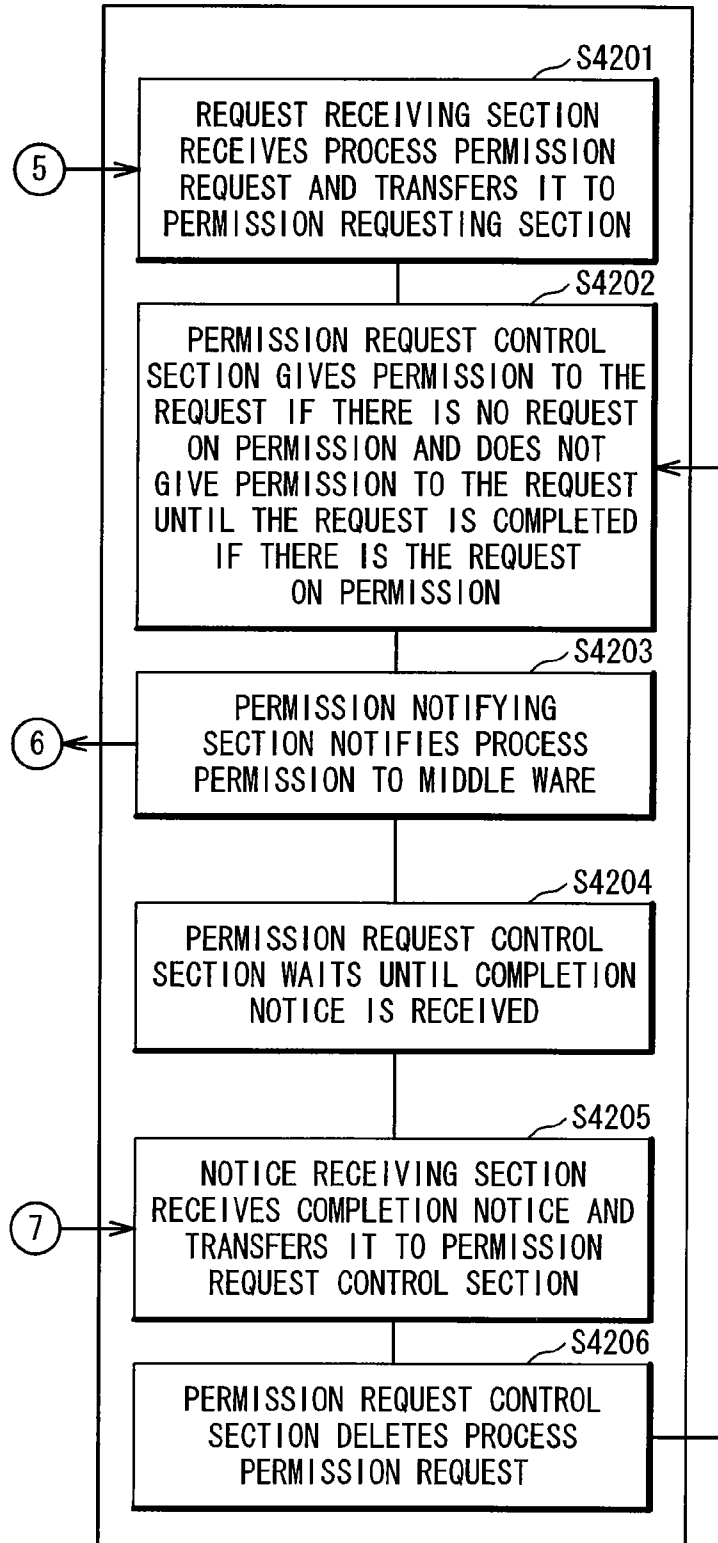 S4201
REQUEST RECEIVING SECTION
RECEIVES PROCESS PERMISSION
REQUEST AND TRANSFERS IT TO
PERMISSION REQUESTING SECTION
5
S4202
PERMISSION REQUEST CONTROL
SECTION GIVES PERMISSION TO THE
REQUEST IF THERE IS NO REQUEST
ON PERMISSION AND DOES NOT
GIVE PERMISSION TO THE REQUEST
UNTIL THE REQUEST IS COMPLETED
IF THERE IS THE REQUEST
ON PERMISSION
S4203
PERMISSION NOTIFYING
SECTION NOTIFIES PROCESS
PERMISSION TO MIDDLE WARE
6
S4204
PERMISSION REQUEST CONTROL
SECTION WAITS UNTIL COMPLETION
NOTICE IS RECEIVED
S4205
NOTICE RECEIVING SECTION
RECEIVES COMPLETION NOTICE AND
TRANSFERS IT TO PERMISSION
REQUEST CONTROL SECTION
7
S4206
PERMISSION REQUEST CONTROL
SECTION DELETES PROCESS
PERMISSION REQUEST